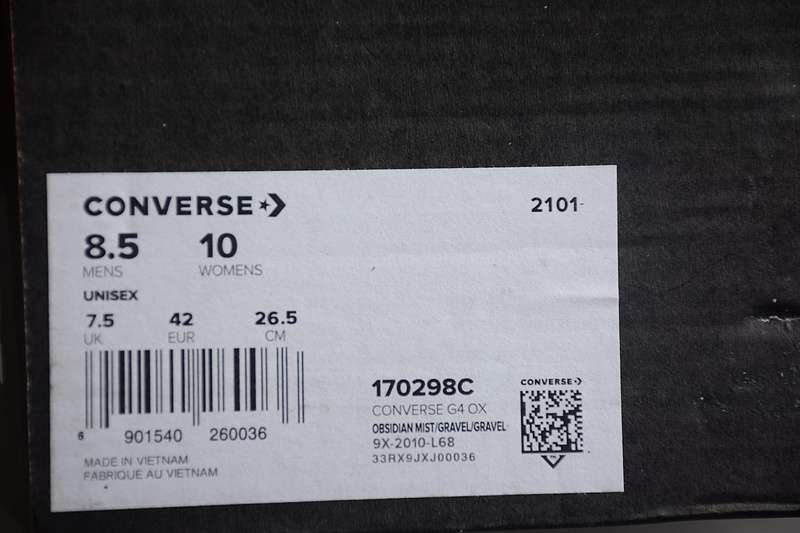 CONVERSE
2101-
8.5 10
MENS WOMENS
UNISEX
7.5 42 26.5
UK EUR CM
6 901540 260036
MADE IN VIETNAM
FABRIQUE AU VIETNAM
170298C
CONVERSE G4 OX
OBSIDIAN MIST/GRAVEL/GRAVEL
9X-2010-L68
33RX9JXJ00036
CONVERSE